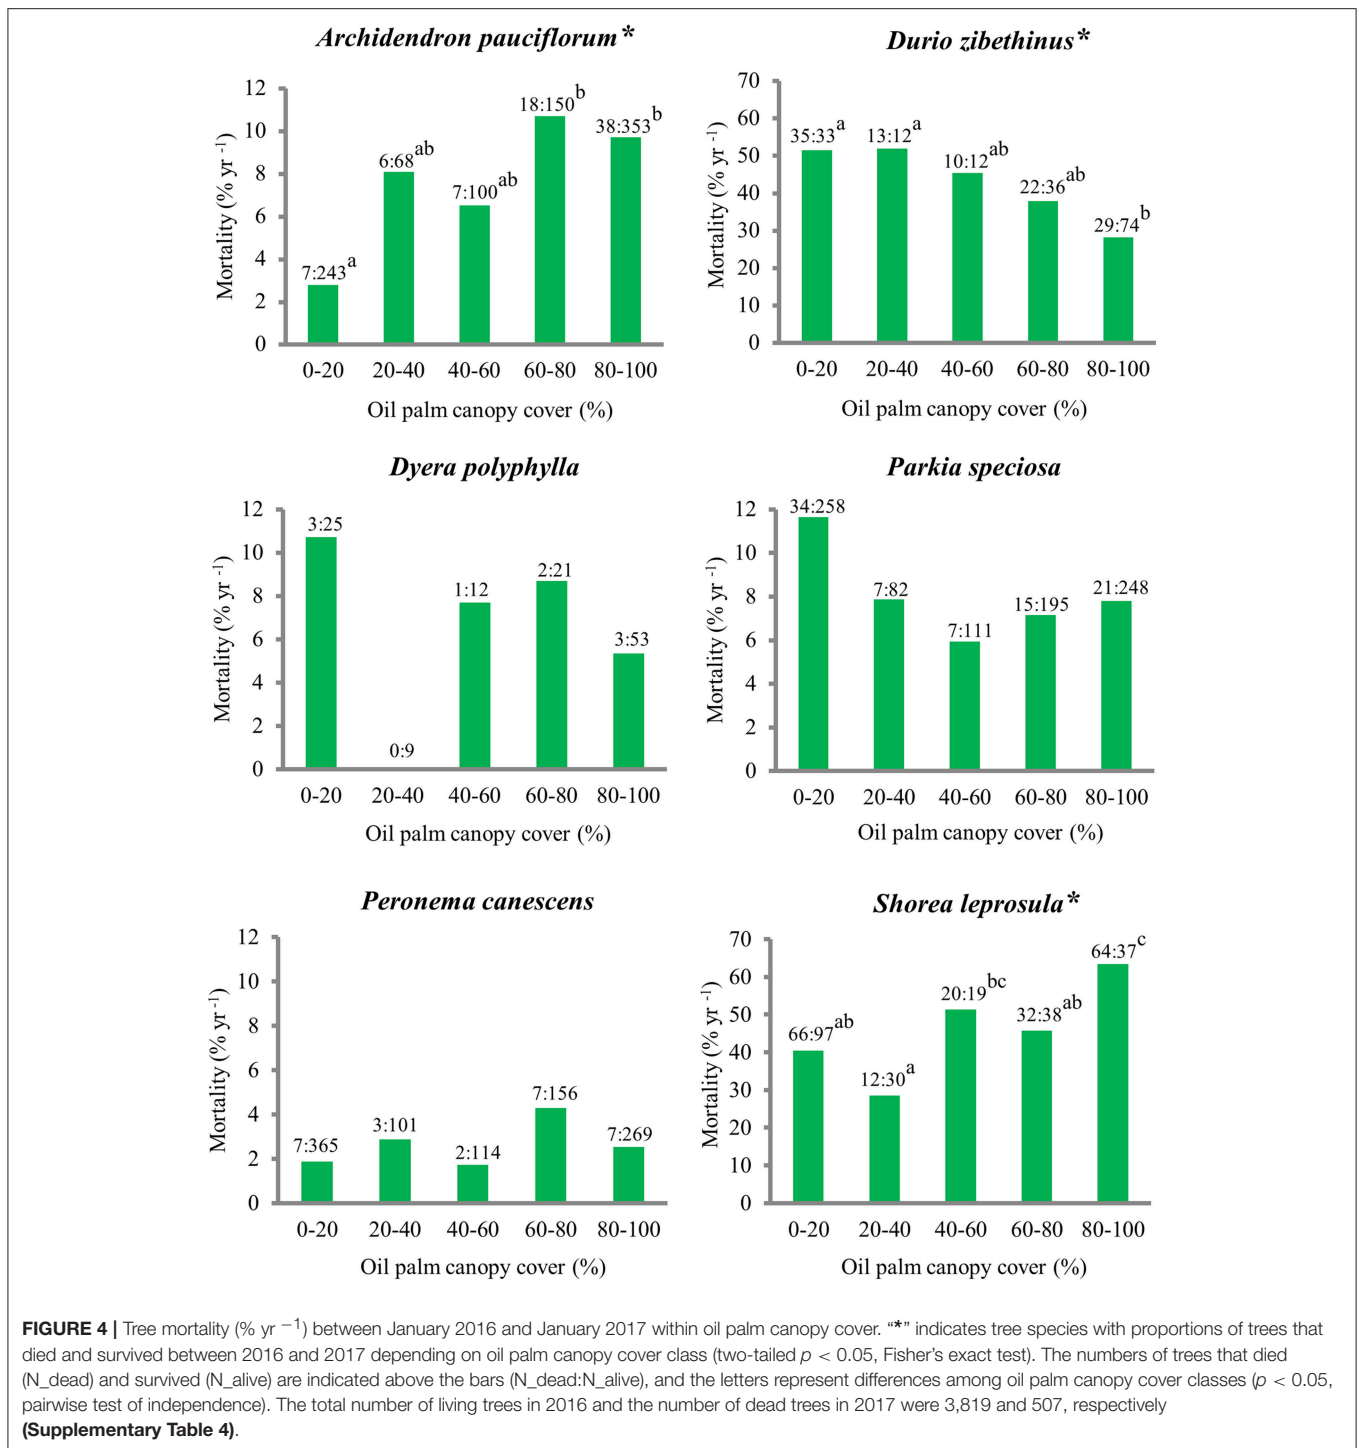 Archidendron pauciflorum*
Mortality (% yr -1)
12
10
8
6
4
2
0
7:243a
6:68ab
7:100ab
18:150b
38:353b
0-20 20-40 40-60 60-80 80-100
Oil palm canopy cover (%)
Durio zibethinus*
Mortality (% yr -1)
70
60
50
40
30
20
10
0
35:33a
13:12a
10:12ab
22:36ab
29:74b
0-20 20-40 40-60 60-80 80-100
Oil palm canopy cover (%)
Dyera polyphylla
Mortality (% yr -1)
12
10
8
6
4
2
0
3:25
0:9
1:12
2:21
3:53
0-20 20-40 40-60 60-80 80-100
Oil palm canopy cover (%)
Parkia speciosa
Mortality (% yr -1)
12
10
8
6
4
2
0
34:258
7:82
7:111
15:195
21:248
0-20 20-40 40-60 60-80 80-100
Oil palm canopy cover (%)
Peronema canescens
Mortality (% yr -1)
12
10
8
6
4
2
0
7:365
3:101
2:114
7:156
7:269
0-20 20-40 40-60 60-80 80-100
Oil palm canopy cover (%)
Shorea leprosula*
Mortality (% yr -1)
70
60
50
40
30
20
10
0
66:97ab
12:30a
20:19bc
32:38ab
64:37c
0-20 20-40 40-60 60-80 80-100
Oil palm canopy cover (%)
FIGURE 4 | Tree mortality (% yr −1) between January 2016 and January 2017 within oil palm canopy cover. "*" indicates tree species with proportions of trees that
died and survived between 2016 and 2017 depending on oil palm canopy cover class (two-tailed p < 0.05, Fisher's exact test). The numbers of trees that died
(N_dead) and survived (N_alive) are indicated above the bars (N_dead:N_alive), and the letters represent differences among oil palm canopy cover classes (p < 0.05,
pairwise test of independence). The total number of living trees in 2016 and the number of dead trees in 2017 were 3,819 and 507, respectively
(Supplementary Table 4).